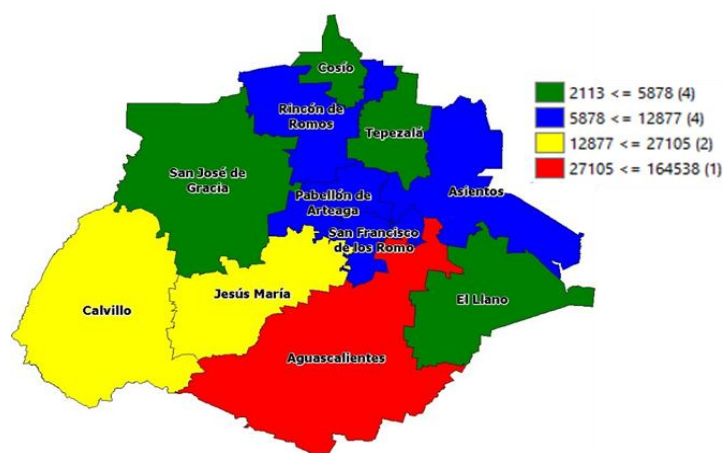 Cosío
Rincón de
Romos
Tepezalá
San José de
Gracia
Pabellón de
Arteaga
Asientos
San Francisco
de los Romo
Jesús María
El Llano
Calvillo
Aguascalientes
2113 <= 5878 (4)
5878 <= 12877 (4)
12877 <= 27105 (2)
27105 <= 164538 (1)